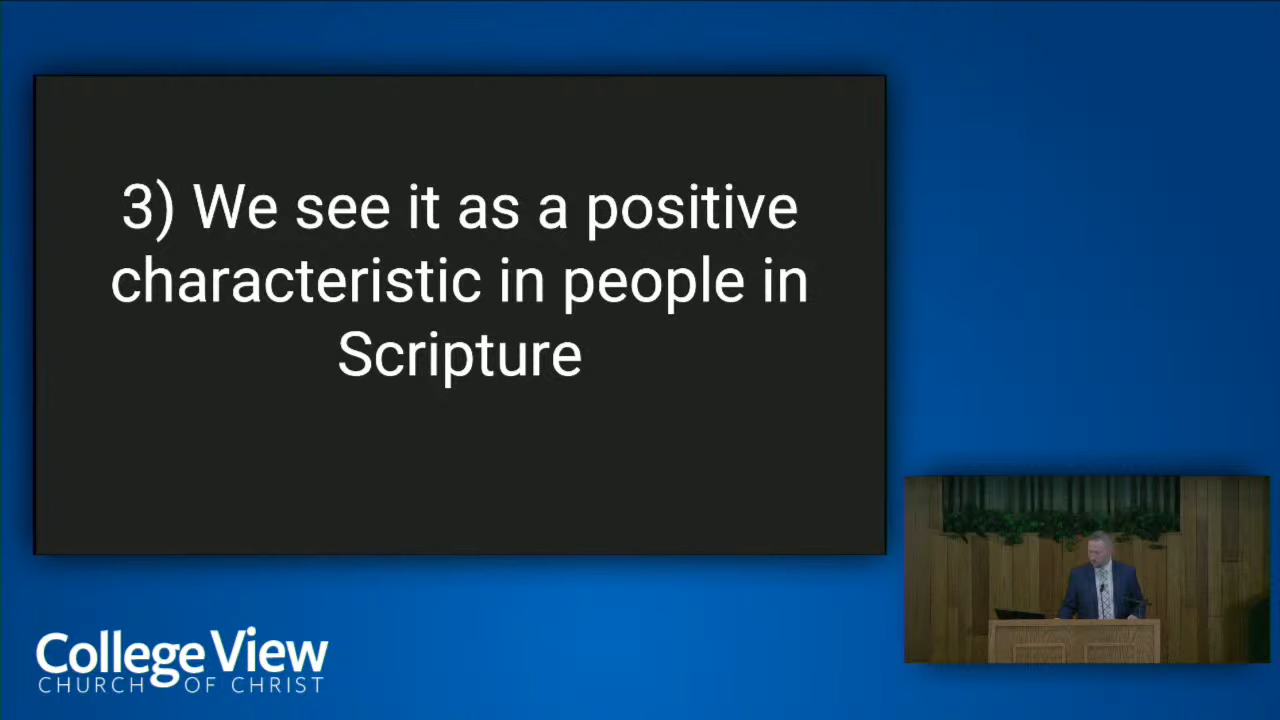 3) We see it as a positive
characteristic in people in
Scripture
College View
CHURCH OF CHRIST